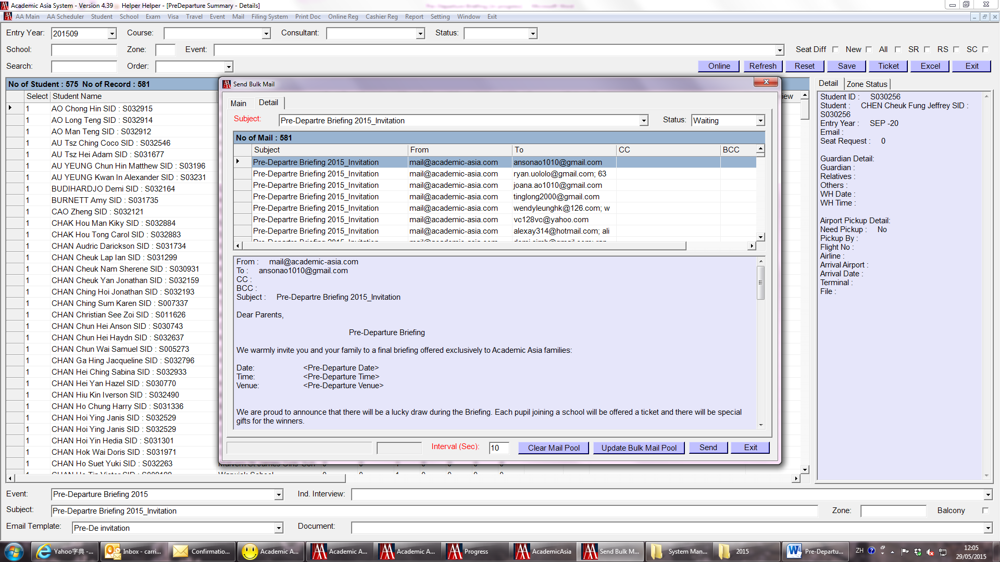 Academic Asia System - Version 4.39 Helper Helper - [PreDeparture Summary - Details]
AA Main AA Scheduler Student School Exam Visa Travel Event Mail Filing System Print Doc Online Reg Cashier Reg Report Setting Window Exit
Entry Year: 201509 Course: Consultant: Status:
School: Zone: Event: Seat Diff New All SR RS SC
Search: Order: Online Refresh Reset Save Ticket Excel Exit
No of Student : 575 No of Record : 581
Select Student Name
1 AO Chong Hin SID : S032915
1 AO Long Teng SID : S032914
1 AO Man Teng SID : S032912
1 AU Tsz Ching Coco SID : S032546
1 AU Tsz Hei Adam SID : S031677
1 AU YEUNG Chun Hin Matthew SID : S03196
1 AU YEUNG Kwan In Alexander SID : S03231
1 BUDIHARDJO Demi SID : S032164
1 BURNETT Amy SID : S031735
1 CAO Zheng SID : S032121
1 CHAK Hou Man Kiky SID : S032884
1 CHAK Hou Tong Carol SID : S032883
1 CHAN Audric Darickson SID : S031734
1 CHAN Cheuk Lap Ian SID : S031299
1 CHAN Cheuk Nam Sherene SID : S030931
1 CHAN Cheuk Yan Jonathan SID : S032159
1 CHAN Ching Hoi Jonathan SID : S032193
1 CHAN Ching Sum Karen SID : S007337
1 CHAN Christian See Zoi SID : S011626
1 CHAN Chun Hei Anson SID : S030743
1 CHAN Chun Hei Haydn SID : S032637
1 CHAN Chun Wai Samuel SID : S005273
1 CHAN Ga Hing Jacqueline SID : S032796
1 CHAN Hei Ching Sabina SID : S032933
1 CHAN Hei Yan Hazel SID : S030770
1 CHAN Hiu Kin Iverson SID : S032490
1 CHAN Ho Chung Harry SID : S031336
1 CHAN Hoi Ying Janis SID : S032529
1 CHAN Hoi Ying Janis SID : S032529
1 CHAN Hoi Yin Hedia SID : S031301
1 CHAN Hok Wai Doris SID : S031971
1 CHAN Ho Suet Yuki SID : S032263
Send Bulk Mail
Main Detail
Subject: Pre-Departre Briefing 2015_Invitation Status: Waiting
No of Mail : 581
Subject From To CC BCC
Pre-Departre Briefing 2015_Invitation mail@academic-asia.com ansonao1010@gmail.com
Pre-Departre Briefing 2015_Invitation mail@academic-asia.com ryan.uololo@gmail.com; 63
Pre-Departre Briefing 2015_Invitation mail@academic-asia.com joana.ao1010@gmail.com
Pre-Departre Briefing 2015_Invitation mail@academic-asia.com tinglong2000@gmail.com
Pre-Departre Briefing 2015_Invitation mail@academic-asia.com wendyleunghk@126.com; w
Pre-Departre Briefing 2015_Invitation mail@academic-asia.com vc128vc@yahoo.com
Pre-Departre Briefing 2015_Invitation mail@academic-asia.com alexay314@hotmail.com; ali
From : mail@academic-asia.com
To : ansonao1010@gmail.com
CC :
BCC :
Subject : Pre-Departre Briefing 2015_Invitation
Dear Parents,
Pre-Departure Briefing
We warmly invite you and your family to a final briefing offered exclusively to Academic Asia families:
Date: <Pre-Departure Date>
Time: <Pre-Departure Time>
Venue: <Pre-Departure Venue>
We are proud to announce that there will be a lucky draw during the Briefing. Each pupil joining a school will be offered a ticket and there will be special
gifts for the winners.
Interval (Sec): 10 Clear Mail Pool Update Bulk Mail Pool Send Exit
Detail Zone Status
Student ID : S030256
Student : CHEN Cheuk Fung Jeffrey SID :
S030256
Entry Year : SEP -20
Email :
Seat Request : 0
Guardian Detail:
Guardian :
Relatives :
Others :
WH Date :
WH Time :
Airport Pickup Detail:
Need Pickup : No
Pickup By :
Flight No :
Airline :
Arrival Airport :
Arrival Date :
Terminal :
File :
Event: Pre-Departure Briefing 2015 Ind. Interview:
Subject: Pre-Departre Briefing 2015_Invitation Zone: Balcony
Email Template: Pre-De invitation Document:
Yahoo字典 -... Inbox - carri... Confirmatio... Academic A... Academic A... Academic A... Progress AcademicAsia Send Bulk M... System Man... 2015 Pre-Departu... ZH 12:05
29/05/2015